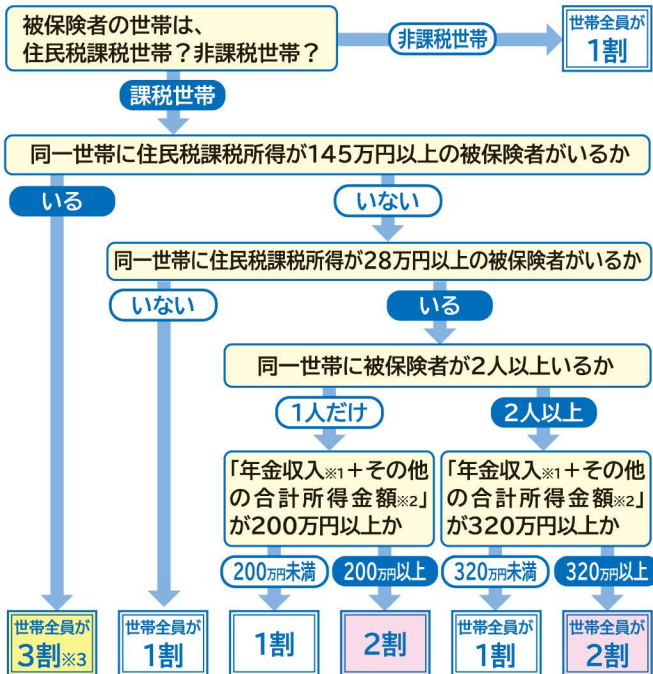 被保険者の世帯は、
住民税課税世帯？非課税世帯？
非課税世帯
世帯全員が
1割
課税世帯
同一世帯に住民税課税所得が145万円以上の被保険者がいるか
いる
いない
同一世帯に住民税課税所得が28万円以上の被保険者がいるか
いない
いる
同一世帯に被保険者が2人以上いるか
1人だけ
2人以上
「年金収入※1＋その他
の合計所得金額※2」
が200万円以上か
「年金収入※1＋その他
の合計所得金額※2」
が320万円以上か
200万円未満
200万円以上
320万円未満
320万円以上
世帯全員が
3割※3
世帯全員が
1割
1割
2割
世帯全員が
1割
世帯全員が
2割